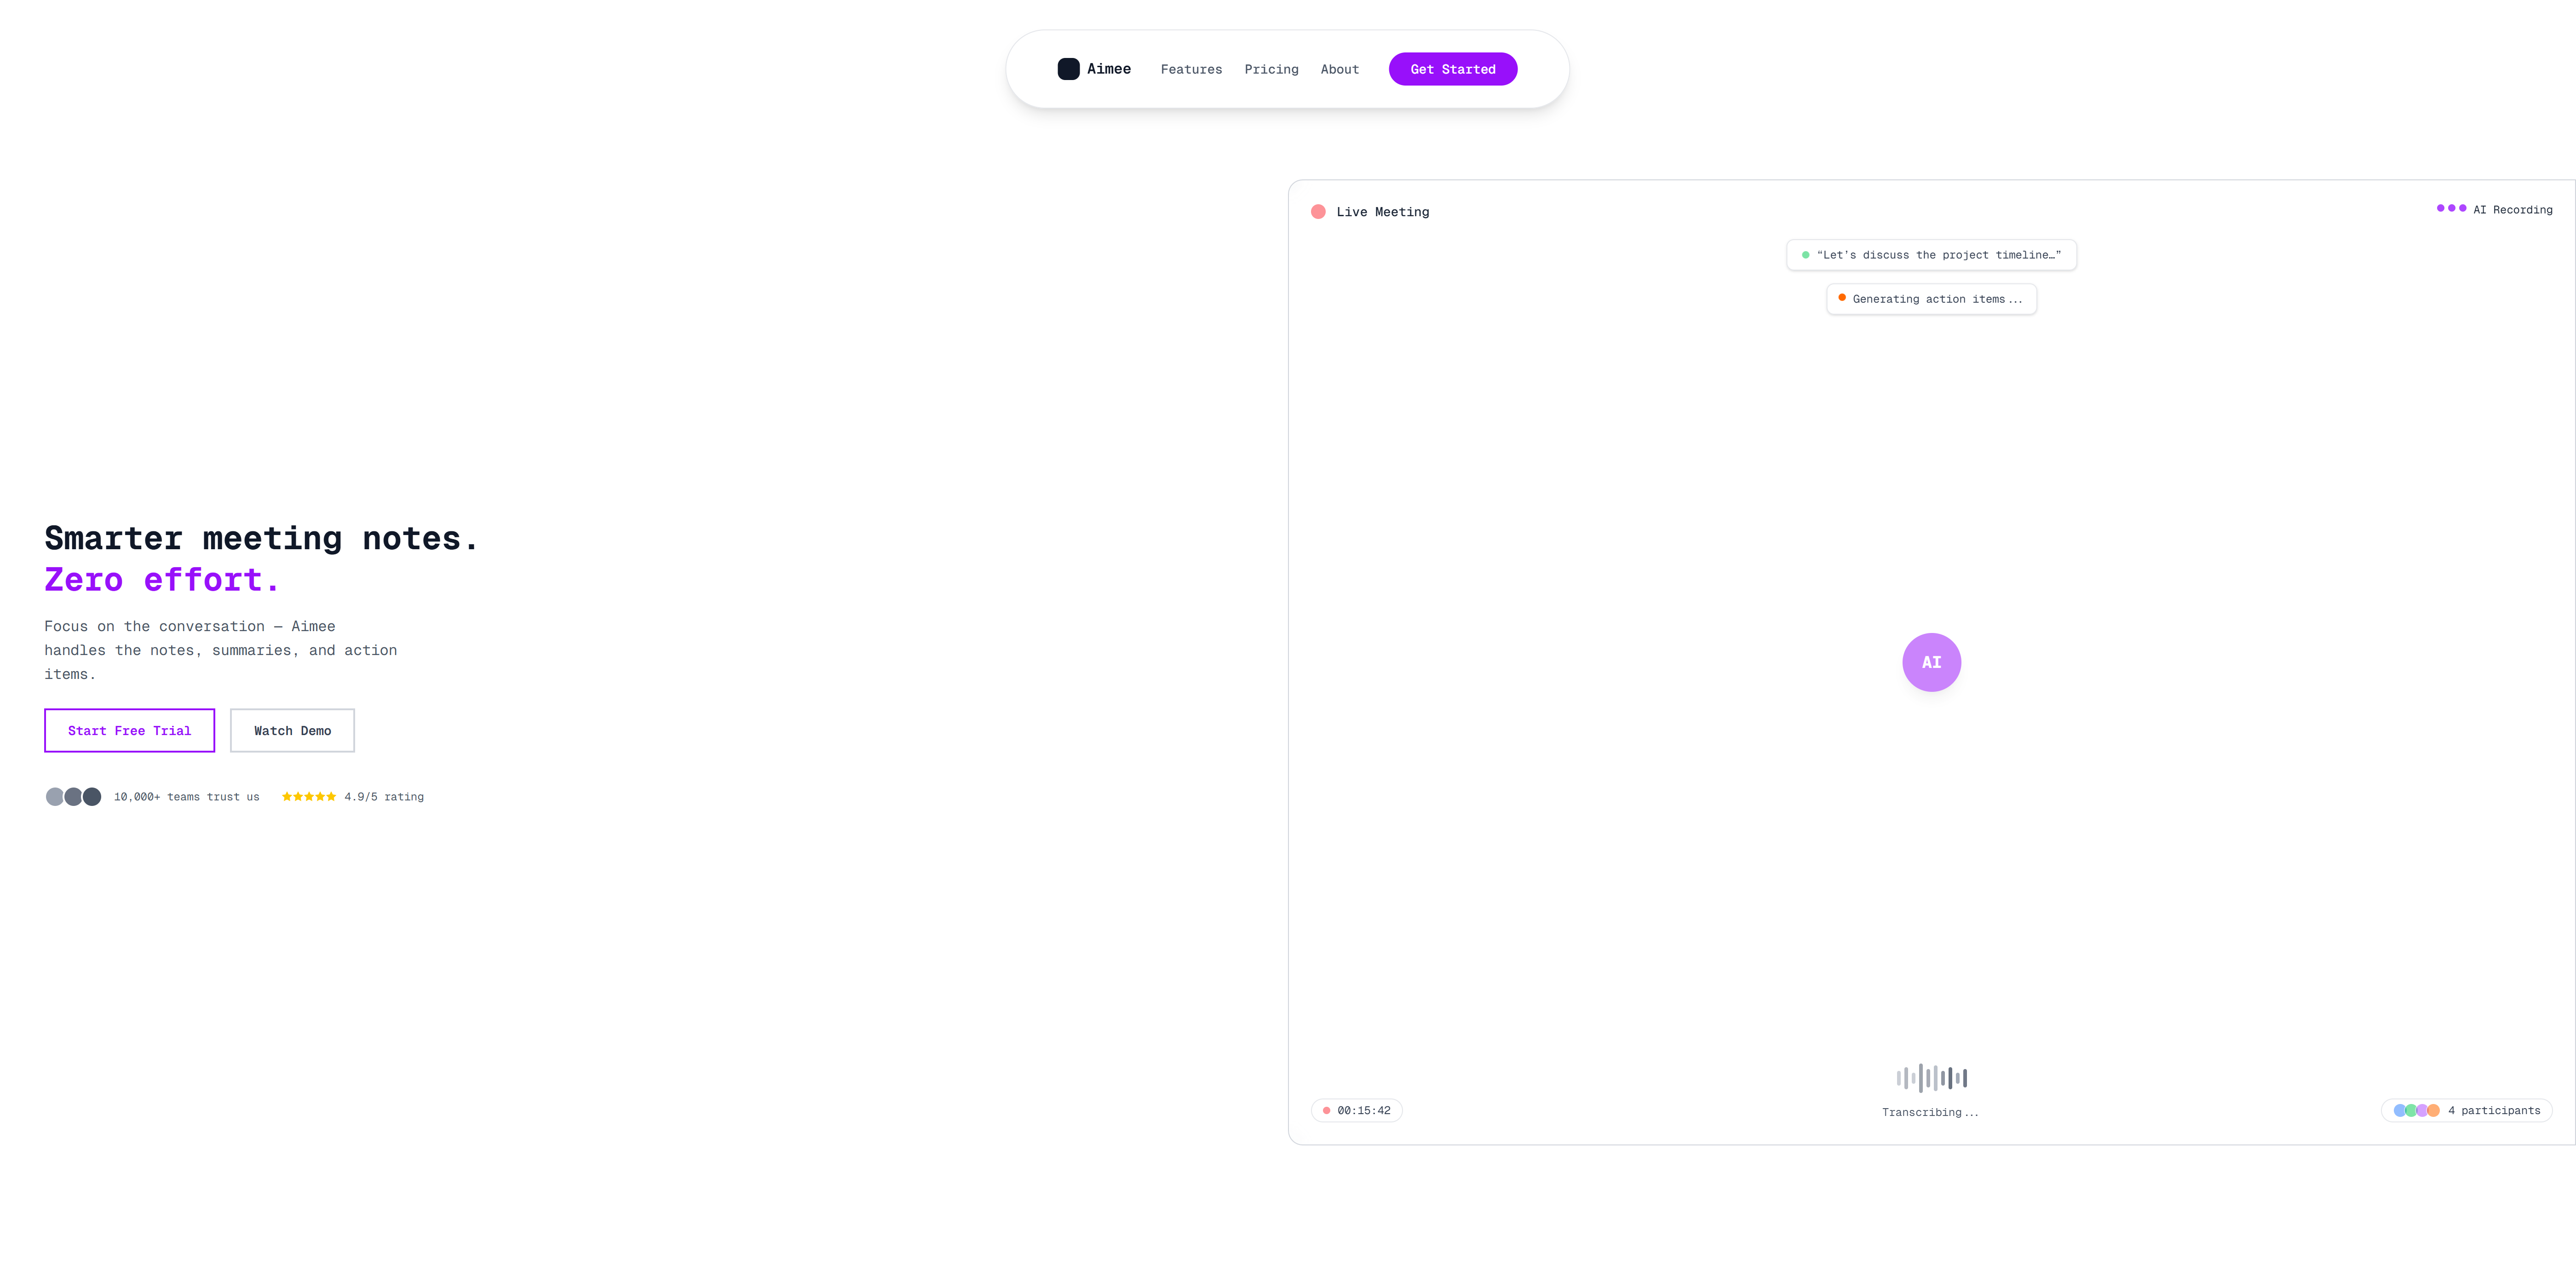 Aimee
Features
Pricing
About
Get Started
Smarter meeting notes.
Zero effort.
Focus on the conversation — Aimee
handles the notes, summaries, and action
items.
Start Free Trial
Watch Demo
10,000+ teams trust us
4.9/5 rating
Live Meeting
AI Recording
“Let’s discuss the project timeline…”
Generating action items...
AI
Transcribing...
00:15:42
4 participants